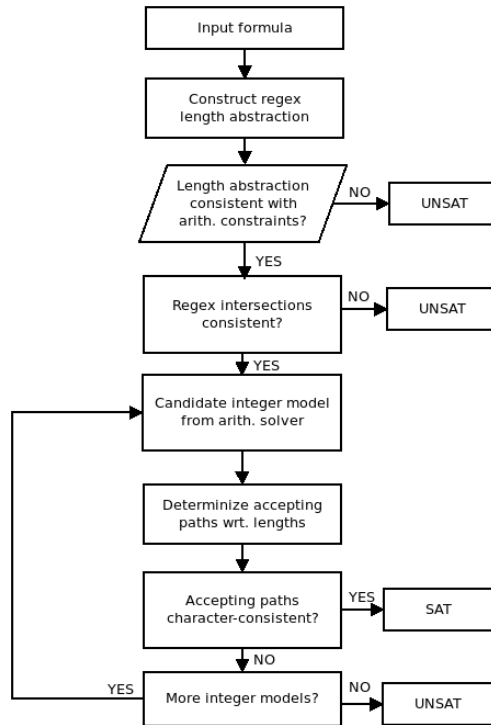 Input formula
Construct regex
length abstraction
Length abstraction
consistent with
arith. constraints?
NO
UNSAT
YES
Regex intersections
consistent?
NO
UNSAT
YES
Candidate integer model
from arith. solver
Determinize accepting
paths wrt. lengths
Accepting paths
character-consistent?
YES
SAT
NO
More integer models?
YES
NO
UNSAT